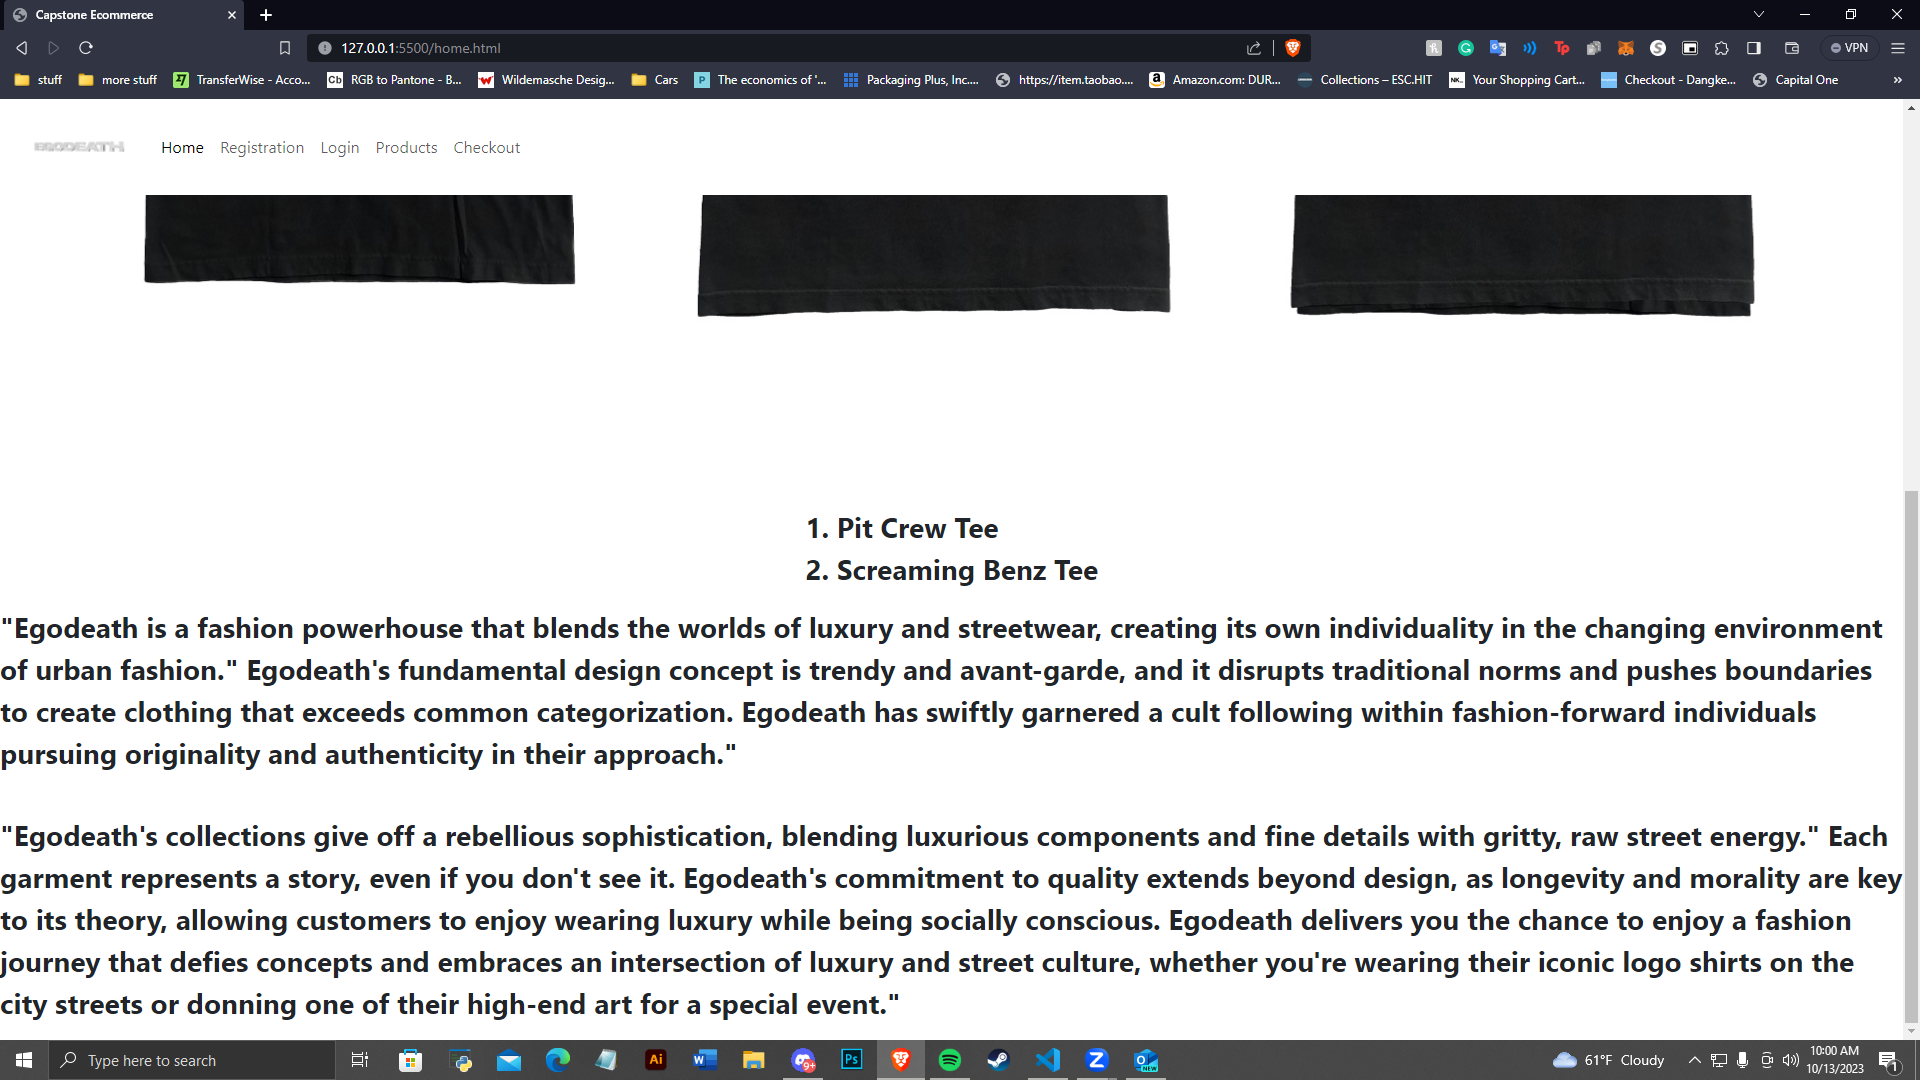 Capstone Ecommerce
127.0.0.1:5500/home.html
VPN
stuff
more stuff
TransferWise - Acco...
Cb RGB to Pantone - B...
Wildemasche Desig...
Cars
P The economics of '...
Packaging Plus, Inc....
https://item.taobao....
Amazon.com: DUR...
Collections – ESC.HIT
Your Shopping Cart...
Checkout - Dangke...
Capital One
EGODEATH
Home Registration Login Products Checkout
1. Pit Crew Tee
2. Screaming Benz Tee
"Egodeath is a fashion powerhouse that blends the worlds of luxury and streetwear, creating its own individuality in the changing environment
of urban fashion." Egodeath's fundamental design concept is trendy and avant-garde, and it disrupts traditional norms and pushes boundaries
to create clothing that exceeds common categorization. Egodeath has swiftly garnered a cult following within fashion-forward individuals
pursuing originality and authenticity in their approach."
"Egodeath's collections give off a rebellious sophistication, blending luxurious components and fine details with gritty, raw street energy." Each
garment represents a story, even if you don't see it. Egodeath's commitment to quality extends beyond design, as longevity and morality are key
to its theory, allowing customers to enjoy wearing luxury while being socially conscious. Egodeath delivers you the chance to enjoy a fashion
journey that defies concepts and embraces an intersection of luxury and street culture, whether you're wearing their iconic logo shirts on the
city streets or donning one of their high-end art for a special event."
Type here to search
Ai
Ps
61°F Cloudy
10:00 AM
10/13/2023